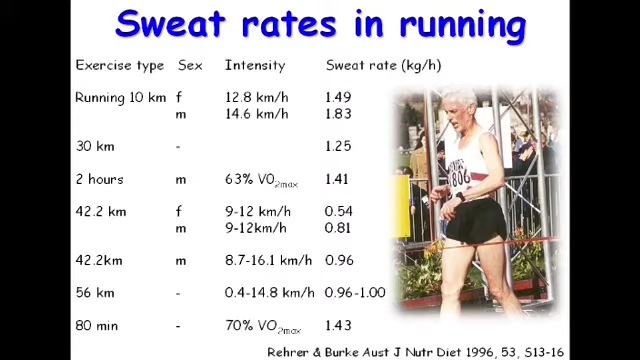 Sweat rates in running
Exercise type Sex Intensity Sweat rate (kg/h)
Running 10 km f 12.8 km/h 1.49
m 14.6 km/h 1.83
30 km - 1.25
2 hours m 63% VO2max 1.41
42.2 km f 9-12 km/h 0.54
m 9-12km/h 0.81
42.2km m 8.7-16.1 km/h 0.96
56 km - 0.4-14.8 km/h 0.96-1.00
80 min - 70% VO2max 1.43
806
Rehrer & Burke Aust J Nutr Diet 1996, 53, S13-16